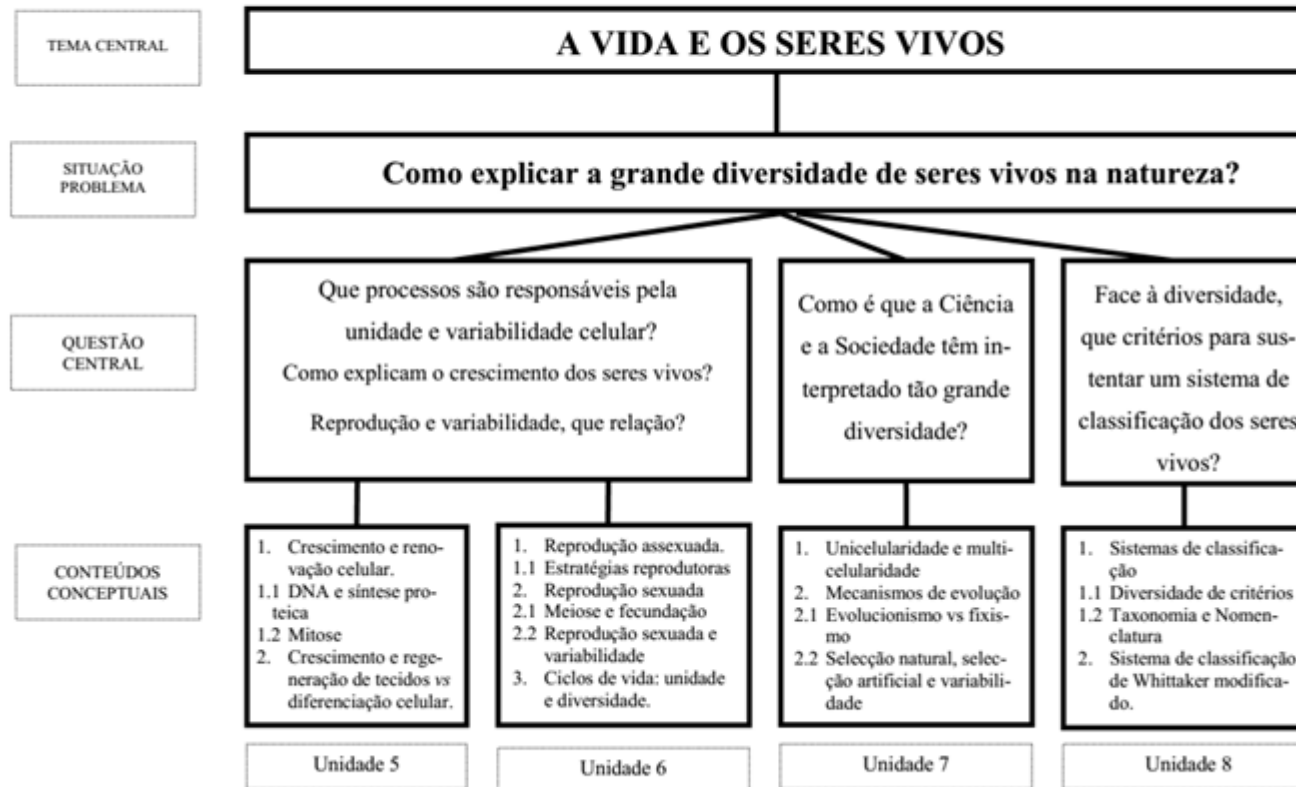 TEMA CENTRAL
A VIDA E OS SERES VIVOS
SITUAÇÃO
PROBLEMA
Como explicar a grande diversidade de seres vivos na natureza?
QUESTÃO
CENTRAL
Que processos são responsáveis pela
unidade e variabilidade celular?
Como explicam o crescimento dos seres vivos?
Reprodução e variabilidade, que relação?
Como é que a Ciência
e a Sociedade têm in-
terpretado tão grande
diversidade?
Face à diversidade,
que critérios para sus-
tentar um sistema de
classificação dos seres
vivos?
CONTEÚDOS
CONCEPTUAIS
1. Crescimento e reno-
vação celular.
1.1 DNA e síntese pro-
teica
1.2 Mitose
2. Crescimento e rege-
neração de tecidos vs
diferenciação celular.
1. Reprodução assexuada.
1.1 Estratégias reprodutoras
2. Reprodução sexuada
2.1 Meiose e fecundação
2.2 Reprodução sexuada e
variabilidade
3. Ciclos de vida: unidade
e diversidade.
1. Unicelularidade e multi-
celularidade
2. Mecanismos de evolução
2.1 Evolucionismo vs fixis-
mo
2.2 Selecção natural, selec-
ção artificial e variabili-
dade
1. Sistemas de classifica-
ção
1.1 Diversidade de critérios
1.2 Taxonomia e Nomen-
clatura
2. Sistema de classificação
de Whittaker modifica-
do.
Unidade 5
Unidade 6
Unidade 7
Unidade 8